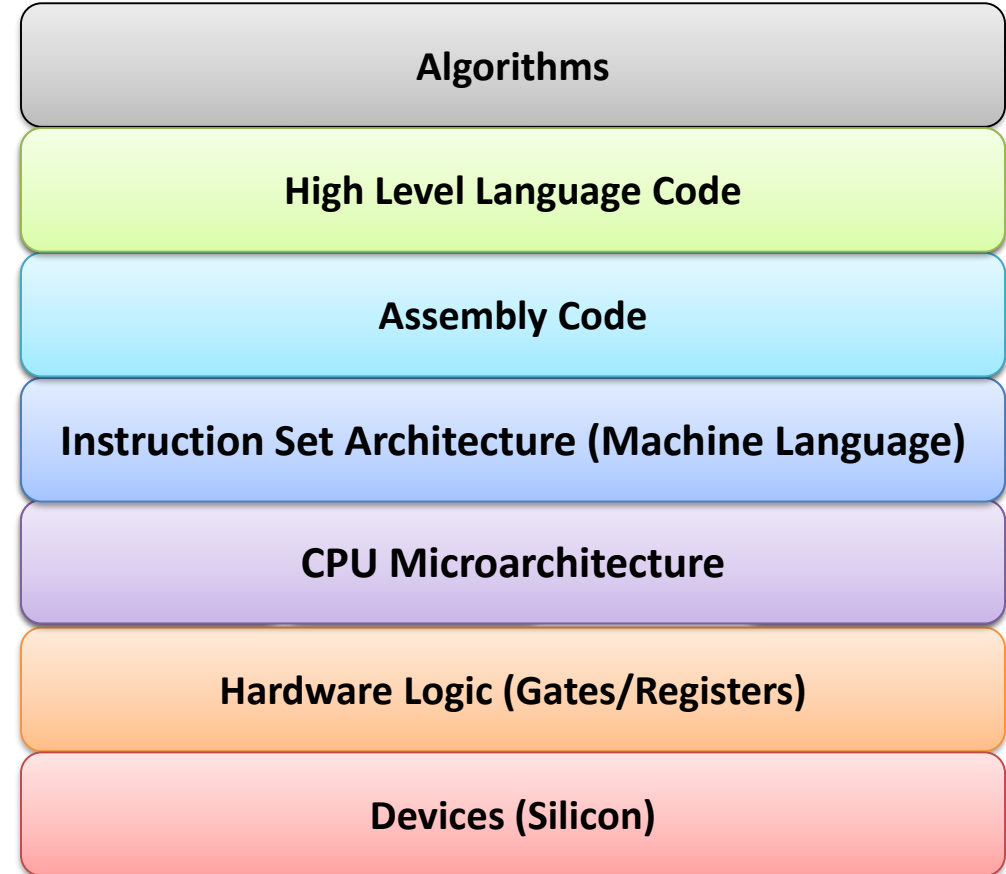 Algorithms
High Level Language Code
Assembly Code
Instruction Set Architecture (Machine Language)
CPU Microarchitecture
Hardware Logic (Gates/Registers)
Devices (Silicon)